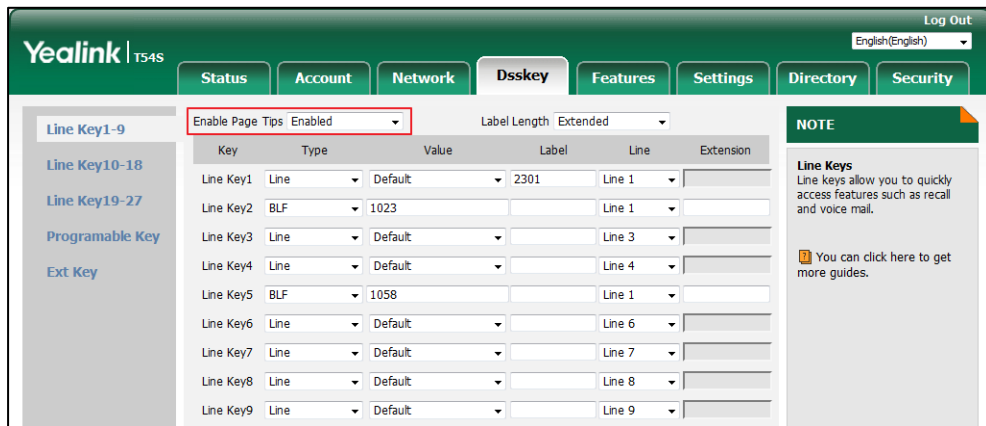 Log Out
Yealink | T54S
English(English)
Status Account Network Dsskey Features Settings Directory Security
Line Key1-9
Line Key10-18
Line Key19-27
Programable Key
Ext Key
Enable Page Tips Enabled Label Length Extended
Key Type Value Label Line Extension
Line Key1 Line Default 2301 Line 1
Line Key2 BLF 1023 Line 1
Line Key3 Line Default Line 3
Line Key4 Line Default Line 4
Line Key5 BLF 1058 Line 1
Line Key6 Line Default Line 6
Line Key7 Line Default Line 7
Line Key8 Line Default Line 8
Line Key9 Line Default Line 9
NOTE
Line Keys
Line keys allow you to quickly
access features such as recall
and voice mail.
? You can click here to get
more guides.